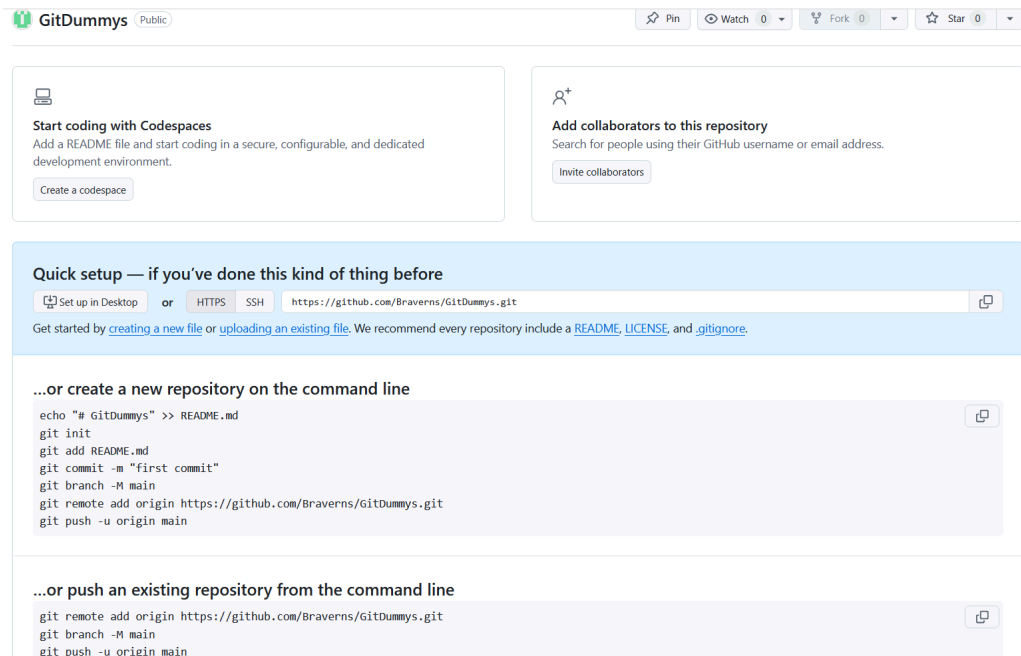 GitDummys Public
Pin
Watch 0
Fork 0
Star 0
Start coding with Codespaces
Add a README file and start coding in a secure, configurable, and dedicated
development environment.
Create a codespace
Add collaborators to this repository
Search for people using their GitHub username or email address.
Invite collaborators
Quick setup — if you’ve done this kind of thing before
Set up in Desktop or HTTPS SSH https://github.com/Braverns/GitDummys.git
Get started by creating a new file or uploading an existing file. We recommend every repository include a README, LICENSE, and .gitignore.
…or create a new repository on the command line
echo "# GitDummys" >> README.md
git init
git add README.md
git commit -m "first commit"
git branch -M main
git remote add origin https://github.com/Braverns/GitDummys.git
git push -u origin main
…or push an existing repository from the command line
git remote add origin https://github.com/Braverns/GitDummys.git
git branch -M main
git push -u origin main